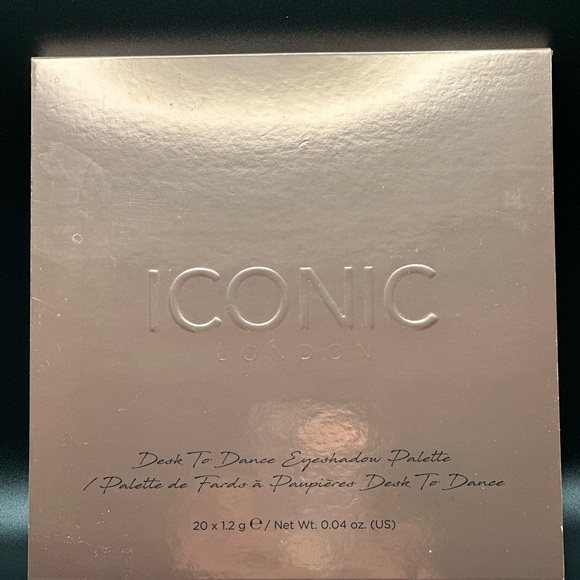 ICONIC
LONDON
Desk To Dance Eyeshadow Palette
/ Palette de Fards à Paupières Desk To Dance
20 x 1.2 g ℮ / Net Wt. 0.04 oz. (US)